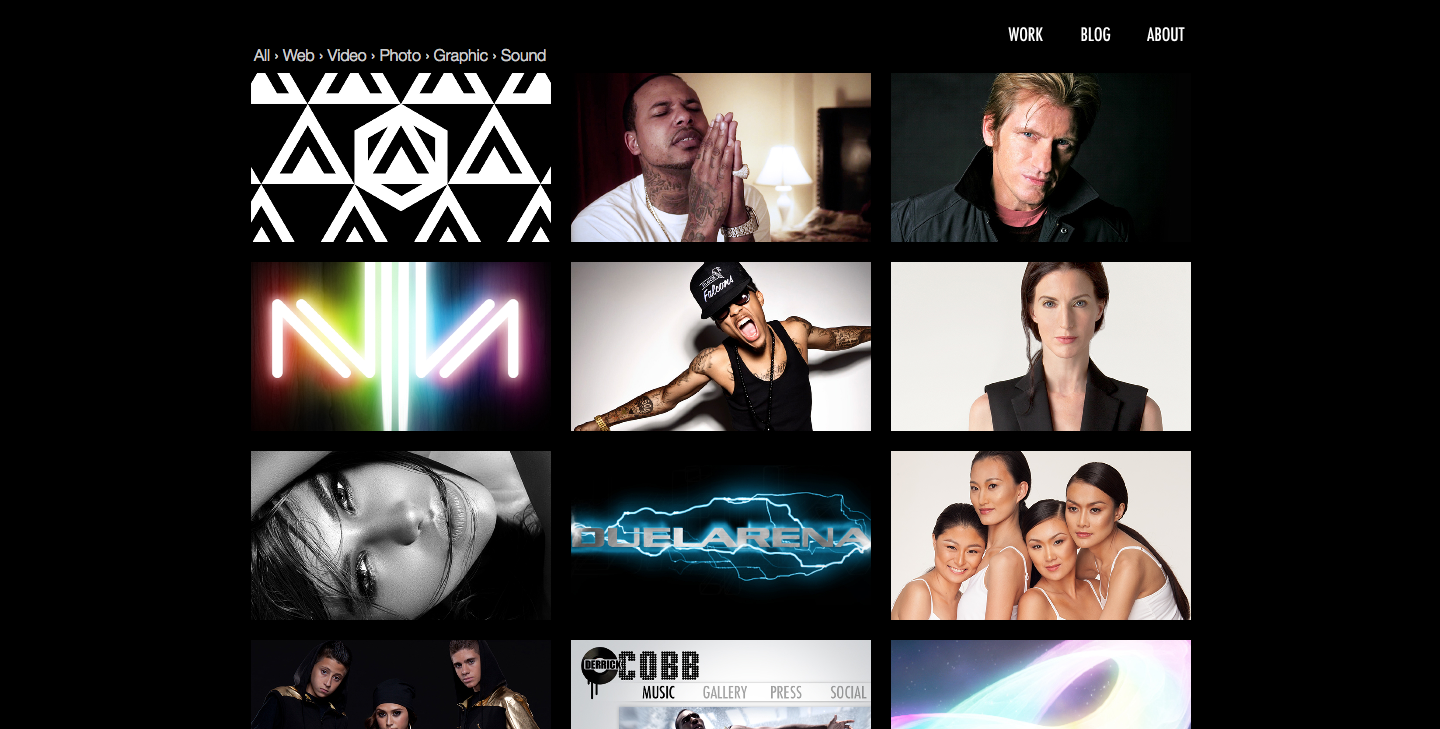 WORK BLOG ABOUT
All › Web › Video › Photo › Graphic › Sound
Falcons
DUELARENA
DERRICK COBB
MUSIC GALLERY PRESS SOCIAL